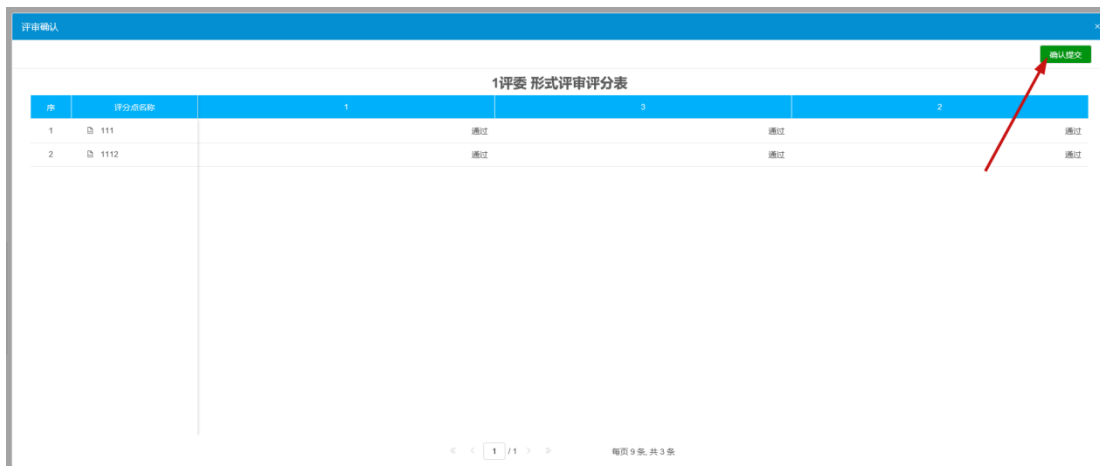 评审确认 ×
确认提交
1评委 形式评审评分表
序 评分点名称 1 3 2
1 111 通过 通过 通过
2 1112 通过 通过 通过
« < 1 / 1 > » 每页 9 条, 共 3 条